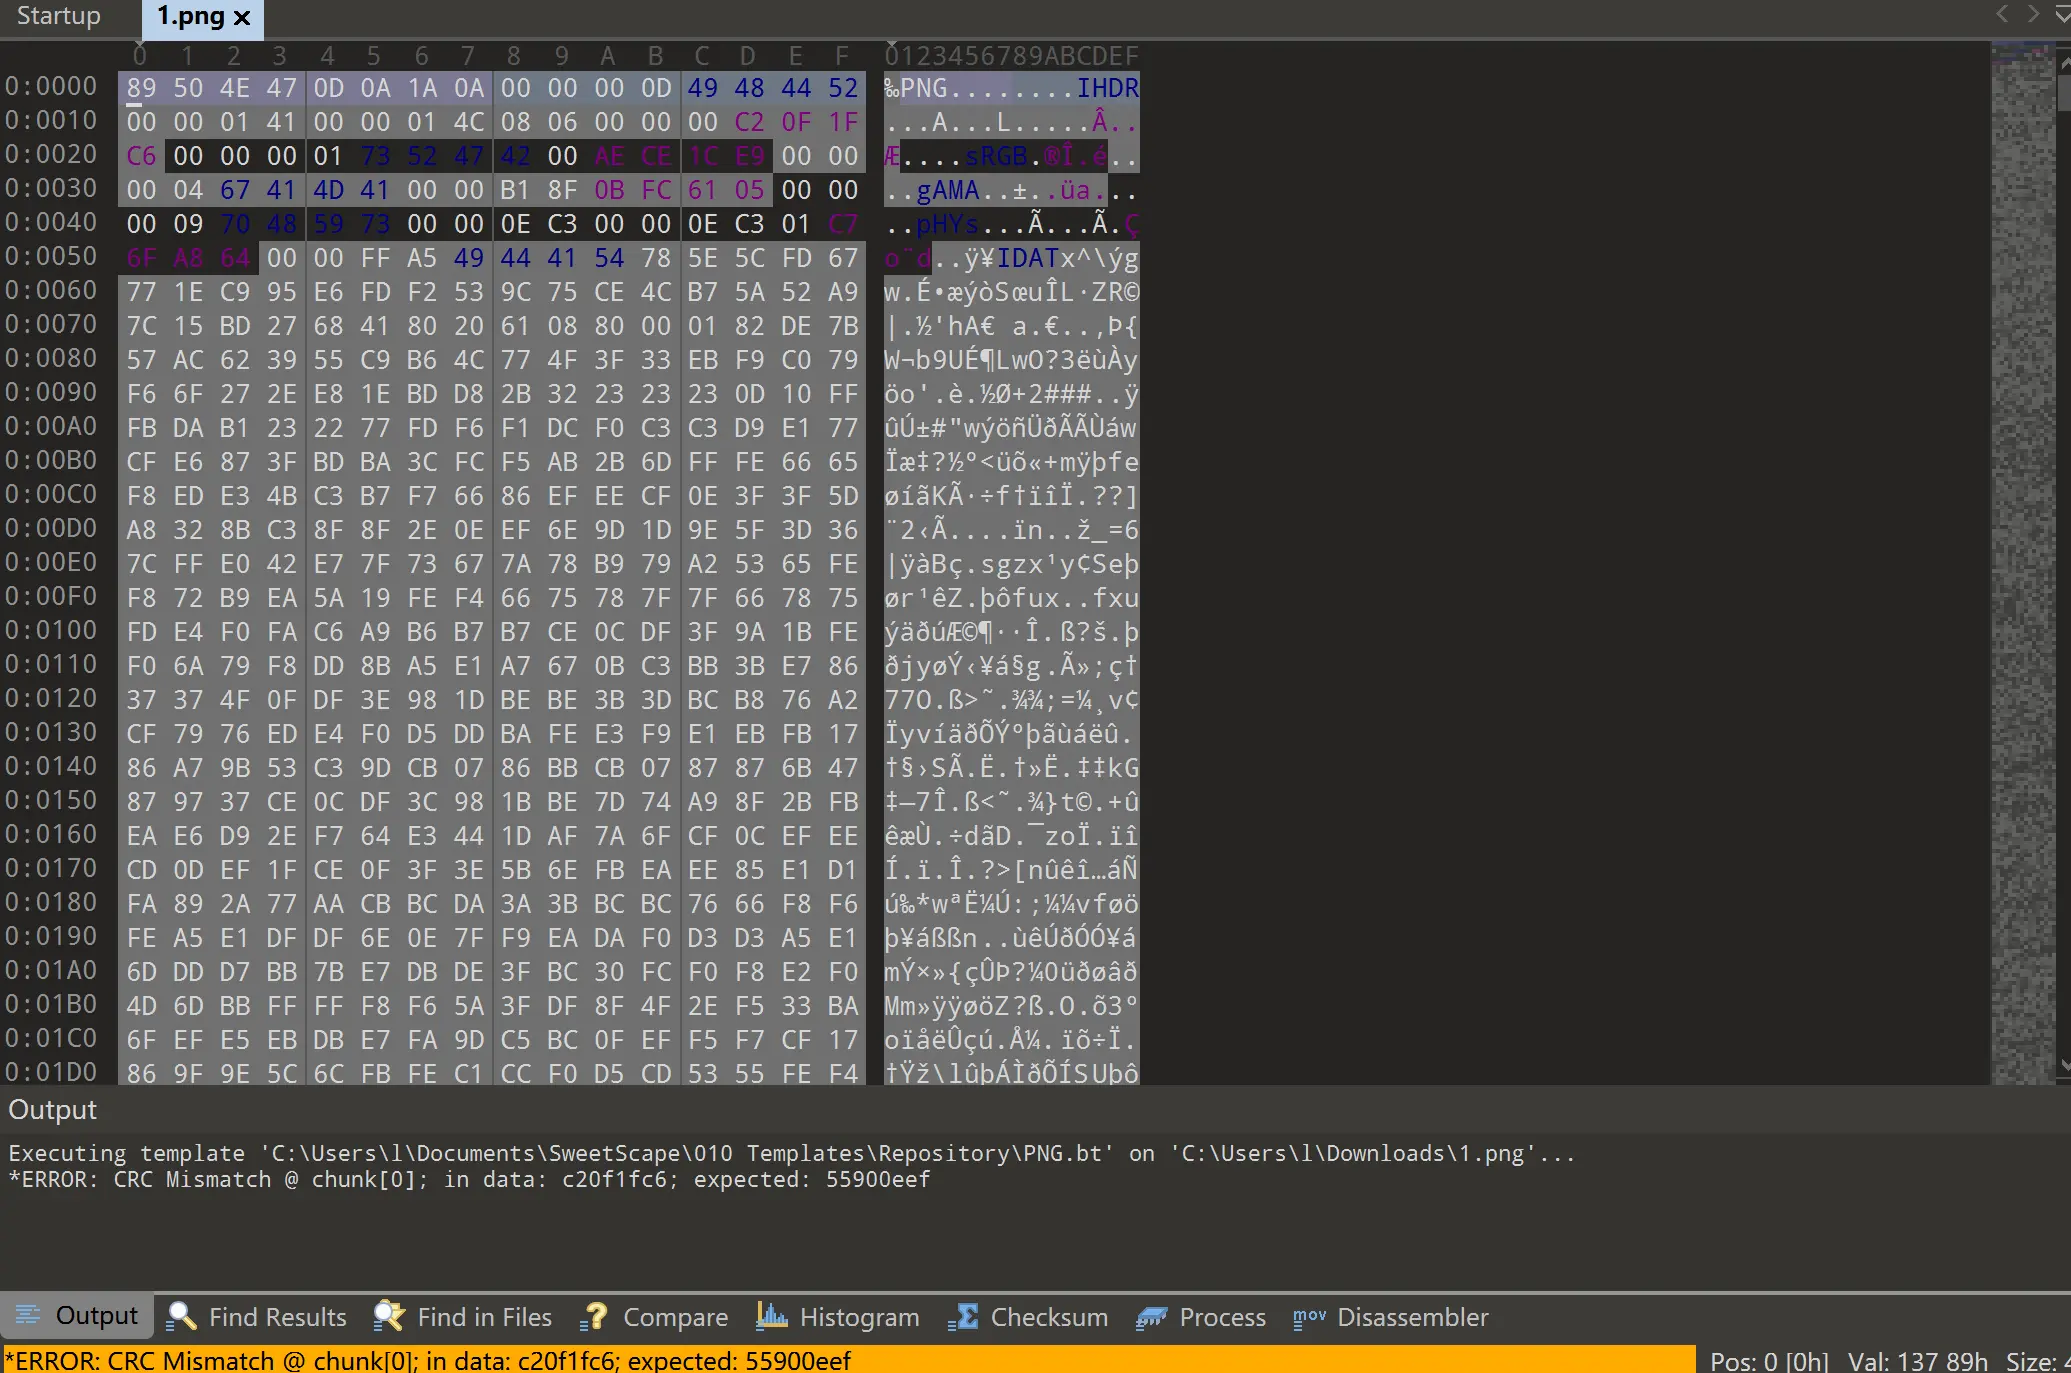 Startup 1.png ×
0 1 2 3 4 5 6 7 8 9 A B C D E F 0123456789ABCDEF
0:0000 89 50 4E 47 0D 0A 1A 0A 00 00 00 0D 49 48 44 52 ‰PNG........IHDR
0:0010 00 00 01 41 00 00 01 4C 08 06 00 00 00 C2 0F 1F ...A...L.....Â..
0:0020 C6 00 00 00 01 73 52 47 42 00 AE CE 1C E9 00 00 Æ....sRGB.®Î.é..
0:0030 00 04 67 41 4D 41 00 00 B1 8F 0B FC 61 05 00 00 ..gAMA..±..üa...
0:0040 00 09 70 48 59 73 00 00 0E C3 00 00 0E C3 01 C7 ..pHYs...Ã...Ã.Ç
0:0050 6F A8 64 00 00 FF A5 49 44 41 54 78 5E 5C FD 67 o¨d..ÿ¥IDATx^\ýg
0:0060 77 1E C9 95 E6 FD F2 53 9C 75 CE 4C B7 5A 52 A9 w.É•æýòSœuÎL·ZR©
0:0070 7C 15 BD 27 68 41 80 20 61 08 80 00 01 82 DE 7B |.½'hA€ a.€..‚Þ{
0:0080 57 AC 62 39 55 C9 B6 4C 77 4F 3F 33 EB F9 C0 79 W¬b9UÉ¶LwO?3ëùÀy
0:0090 F6 6F 27 2E E8 1E BD D8 2B 32 23 23 23 0D 10 FF öo'.è.½Ø+2###..ÿ
0:00A0 FB DA B1 23 22 77 FD F6 F1 DC F0 C3 C3 D9 E1 77 ûÚ±#"wýöñÜðÃÃÙáw
0:00B0 CF E6 87 3F BD BA 3C FC F5 AB 2B 6D FF FE 66 65 Ïæ‡?½º<üõ«+mÿþfe
0:00C0 F8 ED E3 4B C3 B7 F7 66 86 EF EE CF 0E 3F 3F 5D øíãKÃ·÷f†ïîÏ.??]
0:00D0 A8 32 8B C3 8F 8F 2E 0E EF 6E 9D 1D 9E 5F 3D 36 ¨2‹Ã....ïn..ž_=6
0:00E0 7C FF E0 42 E7 7F 73 67 7A 78 B9 79 A2 53 65 FE |ÿàBç.sgzx¹y¢Seþ
0:00F0 F8 72 B9 EA 5A 19 FE F4 66 75 78 7F 7F 66 78 75 ør¹êZ.þôfux..fxu
0:0100 FD E4 F0 FA C6 A9 B6 B7 B7 CE 0C DF 3F 9A 1B FE ýäðúÆ©¶··Î.ß?š.þ
0:0110 F0 6A 79 F8 DD 8B A5 E1 A7 67 0B C3 BB 3B E7 86 ðjyøÝ‹¥á§g.Ã»;ç†
0:0120 37 37 4F 0F DF 3E 98 1D BE BE 3B 3D BC B8 76 A2 77O.ß>˜.¾¾;=¼¸v¢
0:0130 CF 79 76 ED E4 F0 D5 DD BA FE E3 F9 E1 EB FB 17 ÏyvíäðÕÝºþãùáëû.
0:0140 86 A7 9B 53 C3 9D CB 07 86 BB CB 07 87 87 6B 47 †§›SÃ.Ë.†»Ë.‡‡kG
0:0150 87 97 37 CE 0C DF 3C 98 1B BE 7D 74 A9 8F 2B FB ‡—7Î.ß<˜.¾}t©.+û
0:0160 EA E6 D9 2E F7 64 E3 44 1D AF 7A 6F CF 0C EF EE êæÙ.÷dãD.¯zoÏ.ïî
0:0170 CD 0D EF 1F CE 0F 3F 3E 5B 6E FB EA EE 85 E1 D1 Í.ï.Î.?>[nûêî…áÑ
0:0180 FA 89 2A 77 AA CB BC DA 3A 3B BC BC 76 66 F8 F6 ú‰*wªË¼Ú:;¼¼vføö
0:0190 FE A5 E1 DF DF 6E 0E 7F F9 EA DA F0 D3 D3 A5 E1 þ¥áßßn..ùêÚðÓÓ¥á
0:01A0 6D DD D7 BB 7B E7 DB DE 3F BC 30 FC F0 F8 E2 F0 mÝ×»{çÛÞ?¼0üðøâð
0:01B0 4D 6D BB FF FF F8 F6 5A 3F DF 8F 4F 2E F5 33 BA Mm»ÿÿøöZ?ß.O.õ3º
0:01C0 6F EF E5 EB DB E7 FA 9D C5 BC 0F EF F5 F7 CF 17 oïåëÛçú.Å¼.ïõ÷Ï.
0:01D0 86 9F 9E 5C 6C FB FE C1 CC F0 D5 CD 53 55 FE F4 †Ÿž\lûþÁÌðÕÍSUþô
Output
Executing template 'C:\Users\l\Documents\SweetScape\010 Templates\Repository\PNG.bt' on 'C:\Users\l\Downloads\1.png'...
*ERROR: CRC Mismatch @ chunk[0]; in data: c20f1fc6; expected: 55900eef
Output Find Results Find in Files Compare Histogram Checksum Process mov Disassembler
*ERROR: CRC Mismatch @ chunk[0]; in data: c20f1fc6; expected: 55900eef Pos: 0 [0h] Val: 137 89h Size: 4